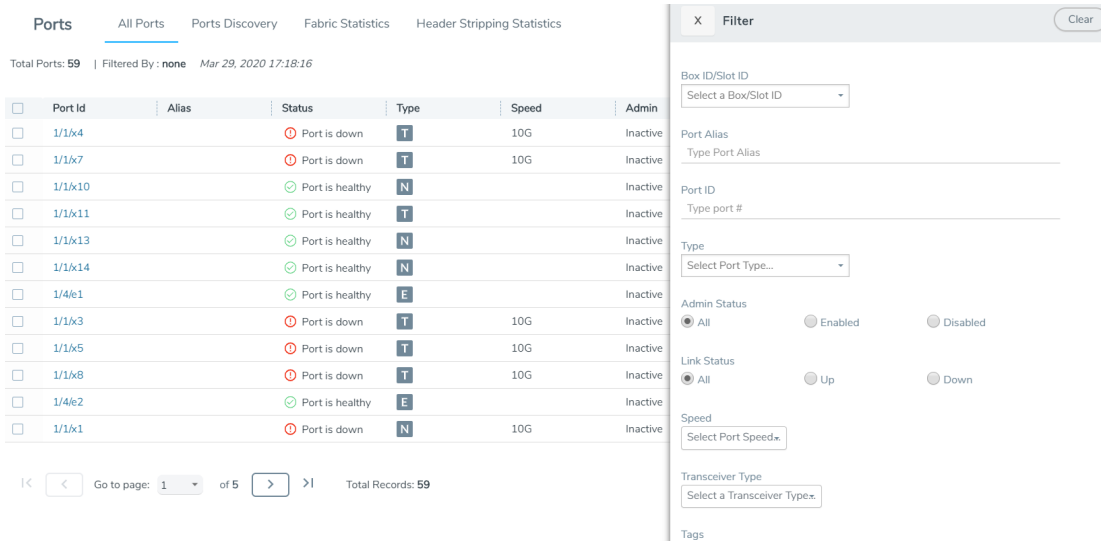 Ports All Ports Ports Discovery Fabric Statistics Header Stripping Statistics
Total Ports: 59 | Filtered By : none Mar 29, 2020 17:18:16
Port Id Alias Status Type Speed Admin
1/1/x4 Port is down T 10G Inactive
1/1/x7 Port is down T 10G Inactive
1/1/x10 Port is healthy N Inactive
1/1/x11 Port is healthy T Inactive
1/1/x13 Port is healthy N Inactive
1/1/x14 Port is healthy N Inactive
1/4/e1 Port is healthy E Inactive
1/1/x3 Port is down T 10G Inactive
1/1/x5 Port is down T 10G Inactive
1/1/x8 Port is down T 10G Inactive
1/4/e2 Port is healthy E Inactive
1/1/x1 Port is down N 10G Inactive
Go to page: 1 of 5 Total Records: 59
X Filter Clear
Box ID/Slot ID
Select a Box/Slot ID
Port Alias
Type Port Alias
Port ID
Type port #
Type
Select Port Type...
Admin Status
All Enabled Disabled
Link Status
All Up Down
Speed
Select Port Speed...
Transceiver Type
Select a Transceiver Type...
Tags